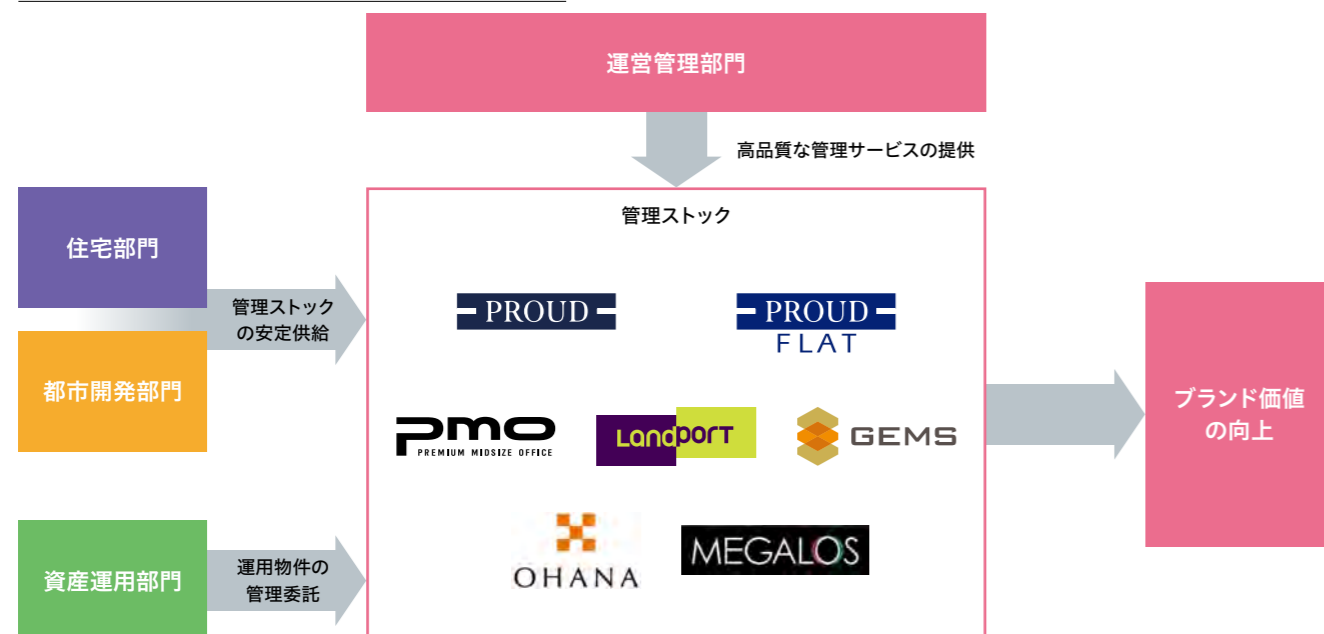 運営管理部門
高品質な管理サービスの提供
住宅部門
都市開発部門
資産運用部門
管理ストック
の安定供給
運用物件の
管理委託
管理ストック
PROUD
PROUD
FLAT
pmo
PREMIUM MIDSIZE OFFICE
Landport
GEMS
OHANA
MEGALOS
ブランド価値
の向上